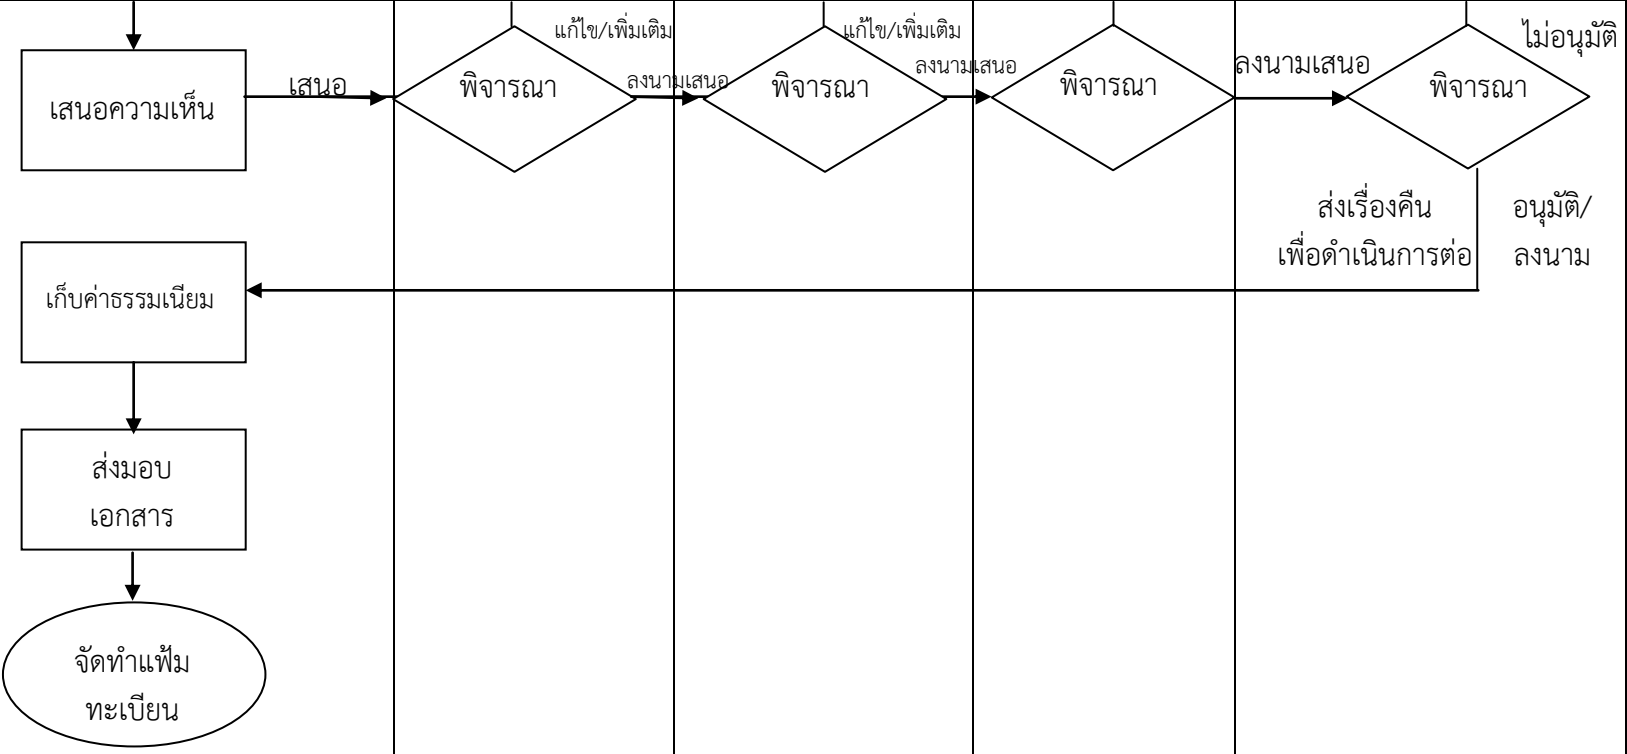 แก้ไข/เพิ่มเติม
แก้ไข/เพิ่มเติม
ไม่อนุมัติ
เสนอความเห็น
เสนอ
พิจารณา
ลงนามเสนอ
พิจารณา
ลงนามเสนอ
พิจารณา
ลงนามเสนอ
พิจารณา
ส่งเรื่องคืน
เพื่อดำเนินการต่อ
อนุมัติ/
ลงนาม
เก็บค่าธรรมเนียม
ส่งมอบ
เอกสาร
จัดทำแฟ้ม
ทะเบียน